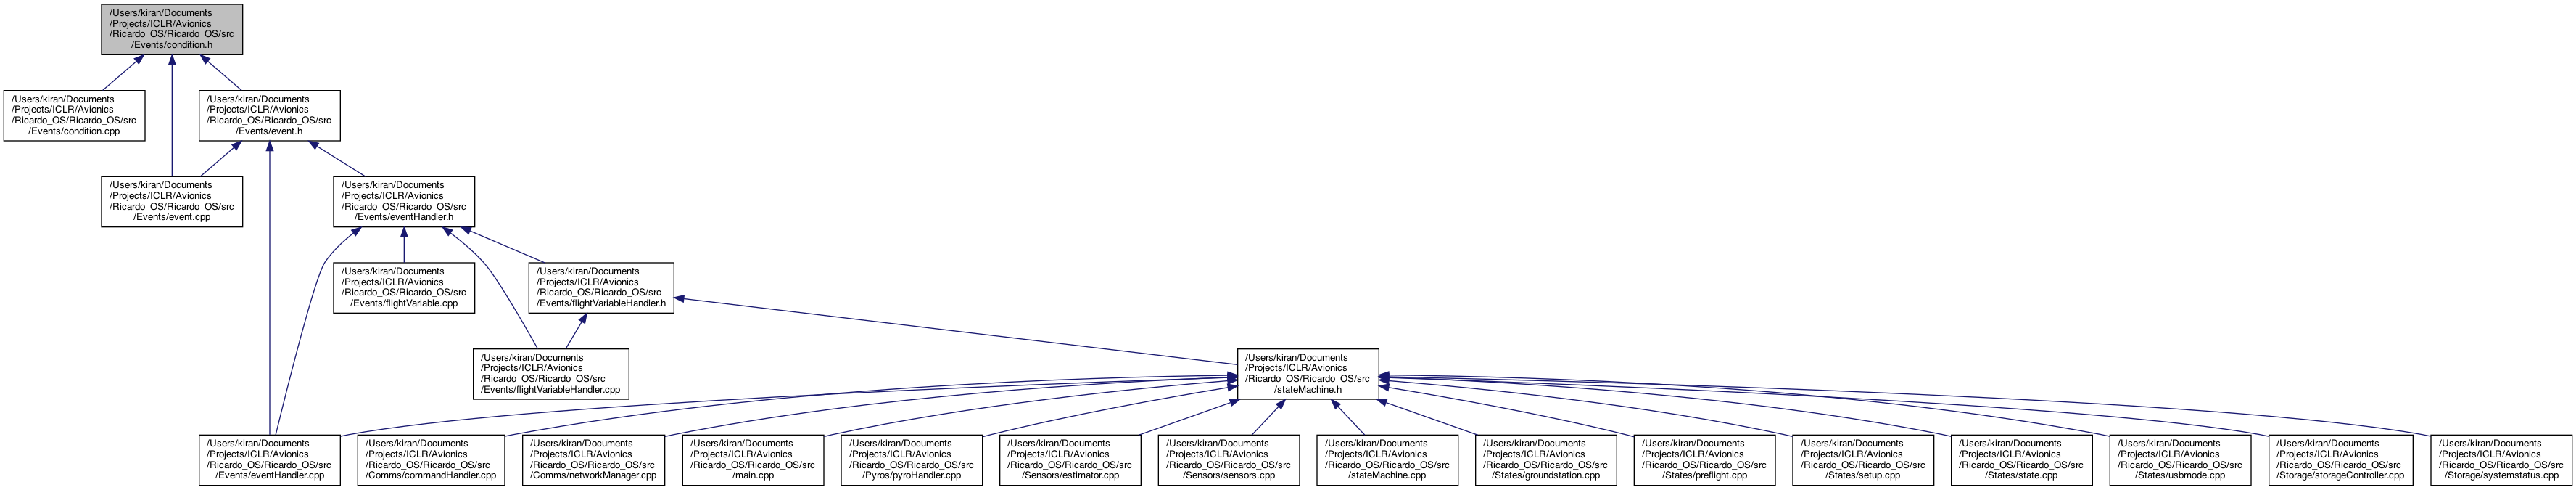 /Users/kiran/Documents
/Projects/ICLR/Avionics
/Ricardo_OS/Ricardo_OS/src
/Events/condition.h
/Users/kiran/Documents
/Projects/ICLR/Avionics
/Ricardo_OS/Ricardo_OS/src
/Events/condition.cpp
/Users/kiran/Documents
/Projects/ICLR/Avionics
/Ricardo_OS/Ricardo_OS/src
/Events/event.h
/Users/kiran/Documents
/Projects/ICLR/Avionics
/Ricardo_OS/Ricardo_OS/src
/Events/event.cpp
/Users/kiran/Documents
/Projects/ICLR/Avionics
/Ricardo_OS/Ricardo_OS/src
/Events/eventHandler.h
/Users/kiran/Documents
/Projects/ICLR/Avionics
/Ricardo_OS/Ricardo_OS/src
/Events/flightVariable.cpp
/Users/kiran/Documents
/Projects/ICLR/Avionics
/Ricardo_OS/Ricardo_OS/src
/Events/flightVariableHandler.h
/Users/kiran/Documents
/Projects/ICLR/Avionics
/Ricardo_OS/Ricardo_OS/src
/Events/flightVariableHandler.cpp
/Users/kiran/Documents
/Projects/ICLR/Avionics
/Ricardo_OS/Ricardo_OS/src
/stateMachine.h
/Users/kiran/Documents
/Projects/ICLR/Avionics
/Ricardo_OS/Ricardo_OS/src
/Events/eventHandler.cpp
/Users/kiran/Documents
/Projects/ICLR/Avionics
/Ricardo_OS/Ricardo_OS/src
/Comms/commandHandler.cpp
/Users/kiran/Documents
/Projects/ICLR/Avionics
/Ricardo_OS/Ricardo_OS/src
/Comms/networkManager.cpp
/Users/kiran/Documents
/Projects/ICLR/Avionics
/Ricardo_OS/Ricardo_OS/src
/main.cpp
/Users/kiran/Documents
/Projects/ICLR/Avionics
/Ricardo_OS/Ricardo_OS/src
/Pyros/pyroHandler.cpp
/Users/kiran/Documents
/Projects/ICLR/Avionics
/Ricardo_OS/Ricardo_OS/src
/Sensors/estimator.cpp
/Users/kiran/Documents
/Projects/ICLR/Avionics
/Ricardo_OS/Ricardo_OS/src
/Sensors/sensors.cpp
/Users/kiran/Documents
/Projects/ICLR/Avionics
/Ricardo_OS/Ricardo_OS/src
/stateMachine.cpp
/Users/kiran/Documents
/Projects/ICLR/Avionics
/Ricardo_OS/Ricardo_OS/src
/States/groundstation.cpp
/Users/kiran/Documents
/Projects/ICLR/Avionics
/Ricardo_OS/Ricardo_OS/src
/States/preflight.cpp
/Users/kiran/Documents
/Projects/ICLR/Avionics
/Ricardo_OS/Ricardo_OS/src
/States/setup.cpp
/Users/kiran/Documents
/Projects/ICLR/Avionics
/Ricardo_OS/Ricardo_OS/src
/States/state.cpp
/Users/kiran/Documents
/Projects/ICLR/Avionics
/Ricardo_OS/Ricardo_OS/src
/States/usbmode.cpp
/Users/kiran/Documents
/Projects/ICLR/Avionics
/Ricardo_OS/Ricardo_OS/src
/Storage/storageController.cpp
/Users/kiran/Documents
/Projects/ICLR/Avionics
/Ricardo_OS/Ricardo_OS/src
/Storage/systemstatus.cpp